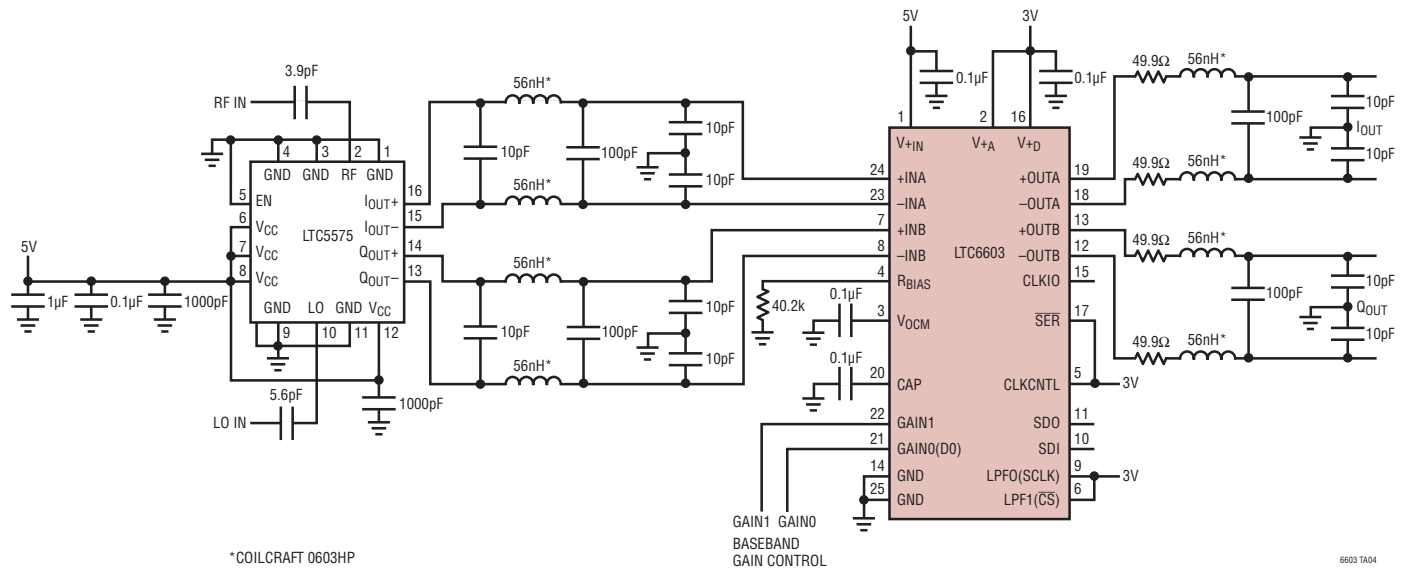 5V
3V
3.9pF
56nH*
0.1µF
0.1µF
49.9Ω
56nH*
RF IN
10pF
100pF
10pF
10pF
56nH*
100pF
10pF
IOUT
10pF
49.9Ω
56nH*
4
3
2
1
GND
GND
RF
GND
5
EN
6
VCC
7
VCC
8
VCC
LTC5575
IOUT+
16
IOUT–
15
QOUT+
14
QOUT–
13
GND
LO
GND
VCC
9
10
11
12
5V
1µF
0.1µF
1000pF
5.6pF
LO IN
1000pF
56nH*
10pF
100pF
10pF
10pF
56nH*
1
2
16
V+IN
V+A
V+D
24
+INA
+OUTA
19
23
–INA
–OUTA
18
7
+INB
+OUTB
13
8
–INB
LTC6603
–OUTB
12
4
RBIAS
CLKIO
15
3
VOCM
SER
17
20
CAP
CLKCNTL
5
3V
22
GAIN1
SDO
11
21
GAIN0(D0)
SDI
10
14
GND
LPFO(SCLK)
9
3V
25
GND
LPF1(CS)
6
40.2k
0.1µF
0.1µF
49.9Ω
56nH*
100pF
10pF
QOUT
10pF
49.9Ω
56nH*
GAIN1
GAIN0
BASEBAND
GAIN CONTROL
*COILCRAFT 0603HP
6603 TA04